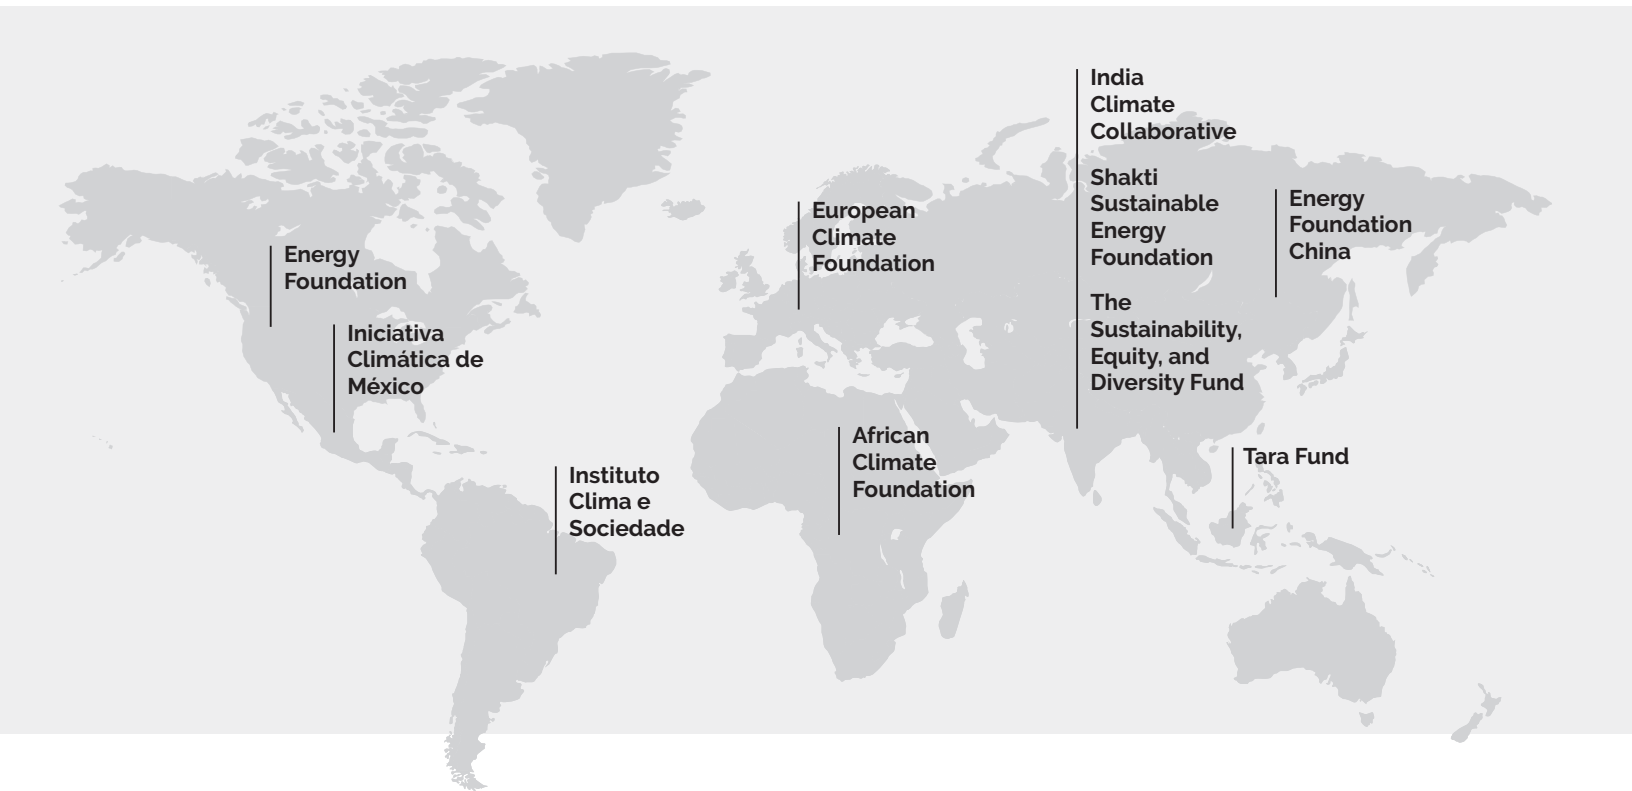 Energy
Foundation
Iniciativa
Climática de
México
Instituto
Clima e
Sociedade
European
Climate
Foundation
African
Climate
Foundation
India
Climate
Collaborative
Shakti
Sustainable
Energy
Foundation
The
Sustainability,
Equity, and
Diversity Fund
Energy
Foundation
China
Tara Fund